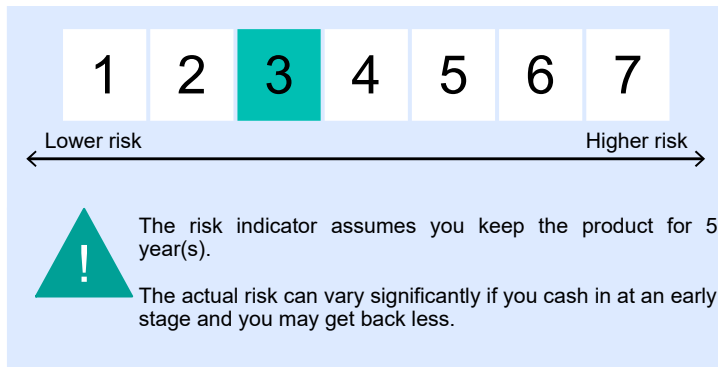 1 2 3 4 5 6 7
Lower risk Higher risk
The risk indicator assumes you keep the product for 5
year(s).
!
The actual risk can vary significantly if you cash in at an early
stage and you may get back less.